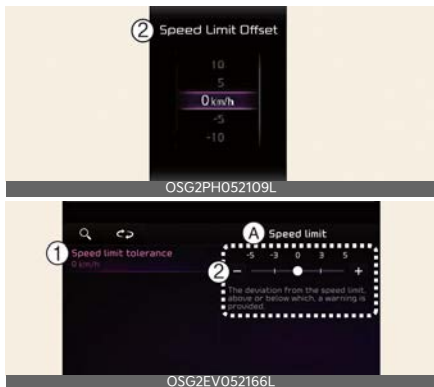 ② Speed Limit Offset
10
5
0 km/h
-5
-10
OSG2PH052109L
Ⓐ Speed limit
① Speed limit tolerance
0 km/h
-5 -3 0 3 5
② − +
The deviation from the speed limit,
above or below which, a warning is
provided.
OSG2EV052166L